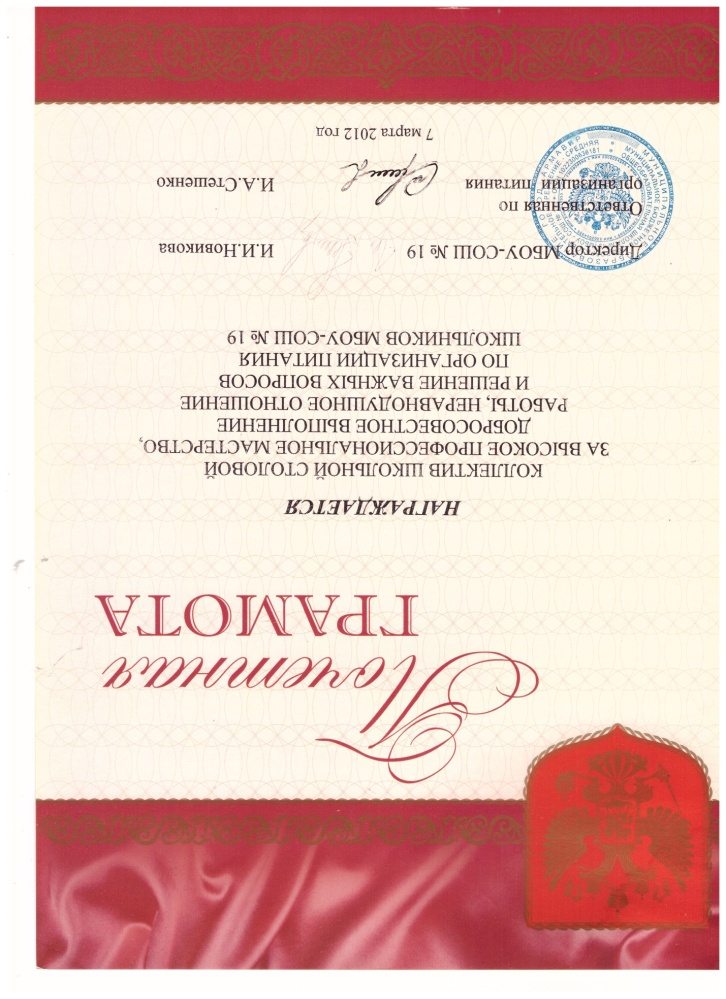 Почетная
ГРАМОТА
НАГРАЖДАЕТСЯ
КОЛЛЕКТИВ ШКОЛЬНОЙ СТОЛОВОЙ
ЗА ВЫСОКОЕ ПРОФЕССИОНАЛЬНОЕ МАСТЕРСТВО,
ДОБРОСОВЕСТНОЕ ВЫПОЛНЕНИЕ
РАБОТЫ, НЕРАВНОДУШНОЕ ОТНОШЕНИЕ
И РЕШЕНИЕ ВАЖНЫХ ВОПРОСОВ
ПО ОРГАНИЗАЦИИ ПИТАНИЯ
ШКОЛЬНИКОВ МБОУ-СОШ № 19
Директор МБОУ-СОШ № 19 И.И.Новикова
Ответственная по
организации питания И.А.Стешенко
7 марта 2012 год